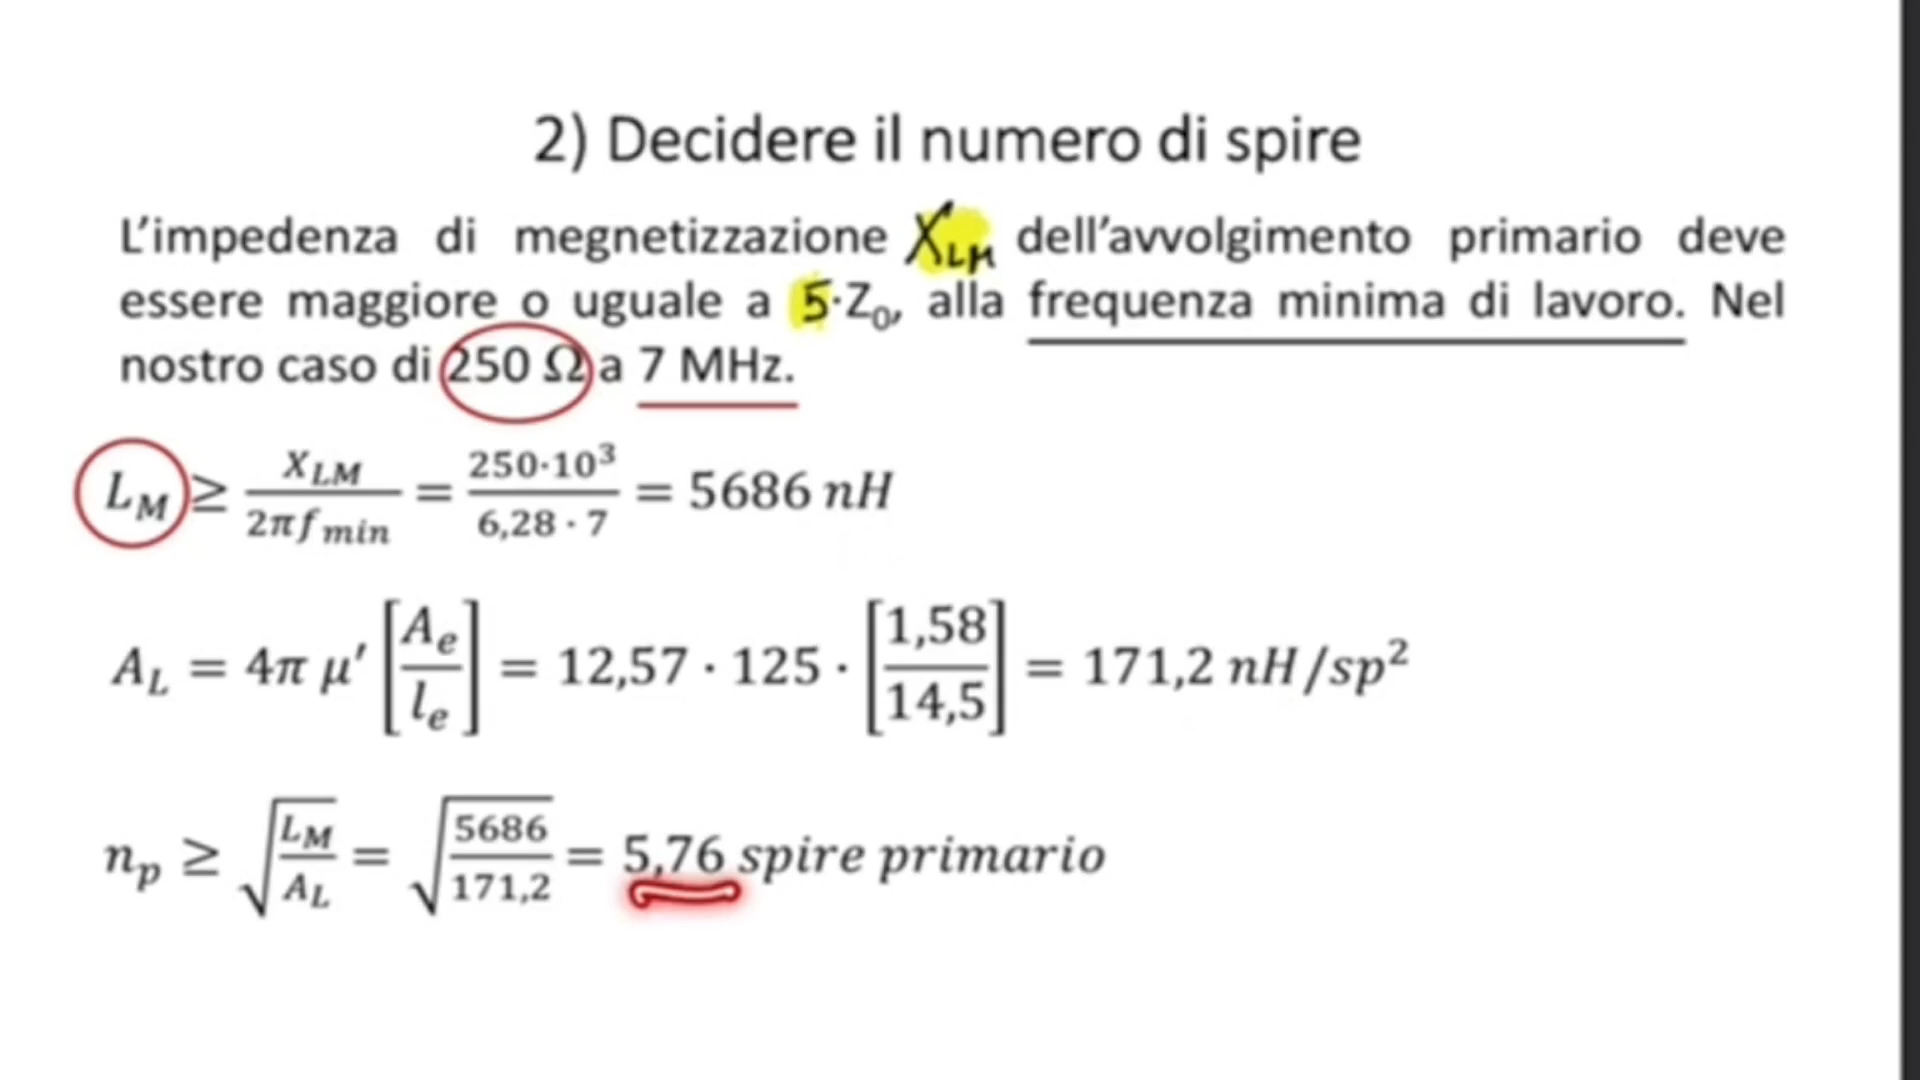 2) Decidere il numero di spire
L'impedenza di megnetizzazione X_LM dell'avvolgimento primario deve
essere maggiore o uguale a 5·Z₀, alla frequenza minima di lavoro. Nel
nostro caso di 250 Ω a 7 MHz.
L_M ≥ X_LM / 2πf_min = 250·10³ / 6,28 · 7 = 5686 nH
A_L = 4π μ′ [A_e / l_e] = 12,57 · 125 · [1,58 / 14,5] = 171,2 nH/sp²
n_p ≥ √(L_M / A_L) = √(5686 / 171,2) = 5,76 spire primario